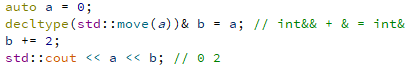 auto a = 0;
decltype(std::move(a))& b = a; // int&& + & = int&
b += 2;
std::cout << a << b; // 0 2